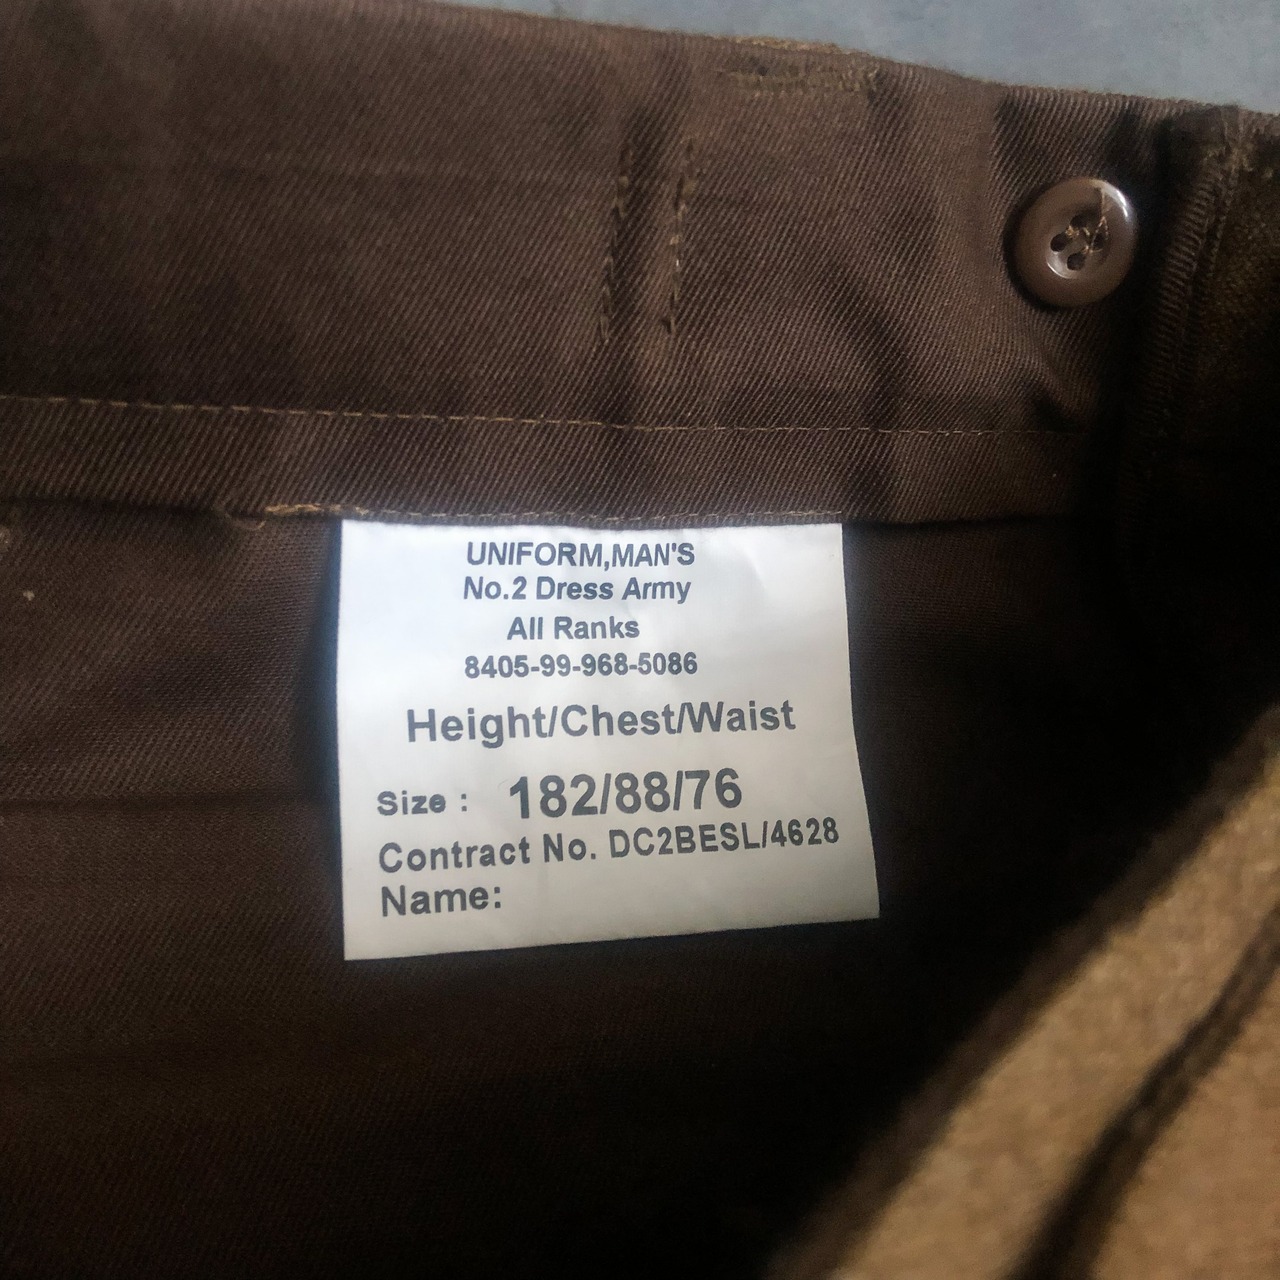 UNIFORM,MAN'S
No.2 Dress Army
All Ranks
8405-99-968-5086
Height/Chest/Waist
Size : 182/88/76
Contract No. DC2BESL/4628
Name: